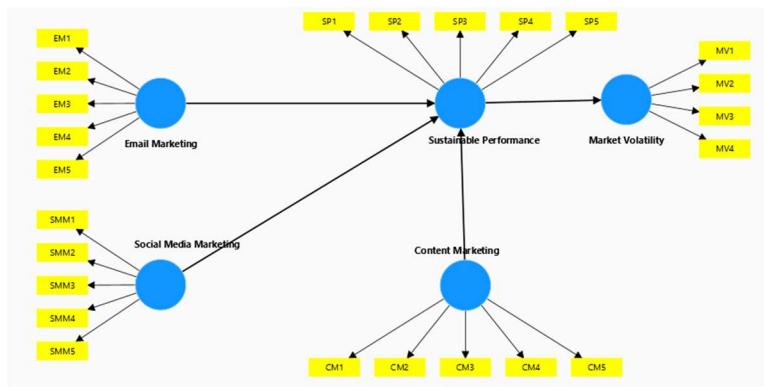 SP1
SP2
SP3
SP4
SP5
EM1
EM2
EM3
EM4
EM5
Email Marketing
Sustainable Performance
Market Volatility
MV1
MV2
MV3
MV4
SMM1
SMM2
SMM3
SMM4
SMM5
Social Media Marketing
Content Marketing
CM1
CM2
CM3
CM4
CM5